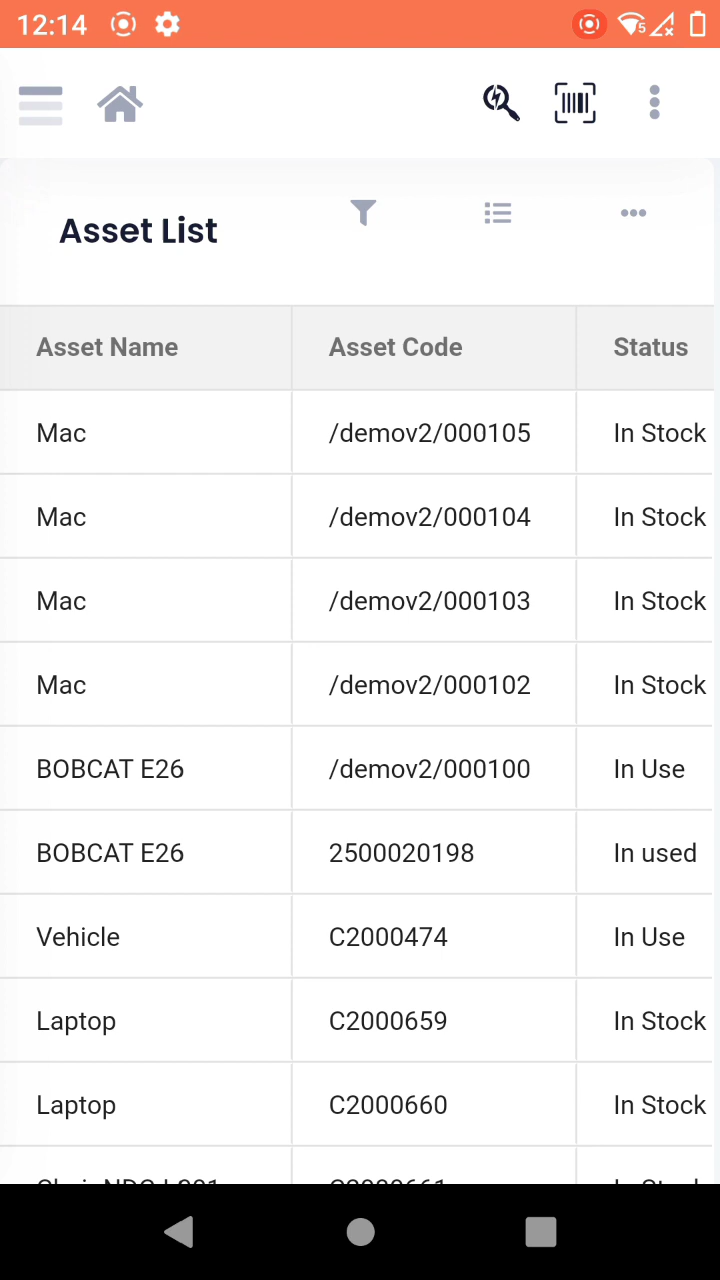 12:14
5
Asset List
Asset Name Asset Code Status
Mac /demov2/000105 In Stock
Mac /demov2/000104 In Stock
Mac /demov2/000103 In Stock
Mac /demov2/000102 In Stock
BOBCAT E26 /demov2/000100 In Use
BOBCAT E26 2500020198 In used
Vehicle C2000474 In Use
Laptop C2000659 In Stock
Laptop C2000660 In Stock